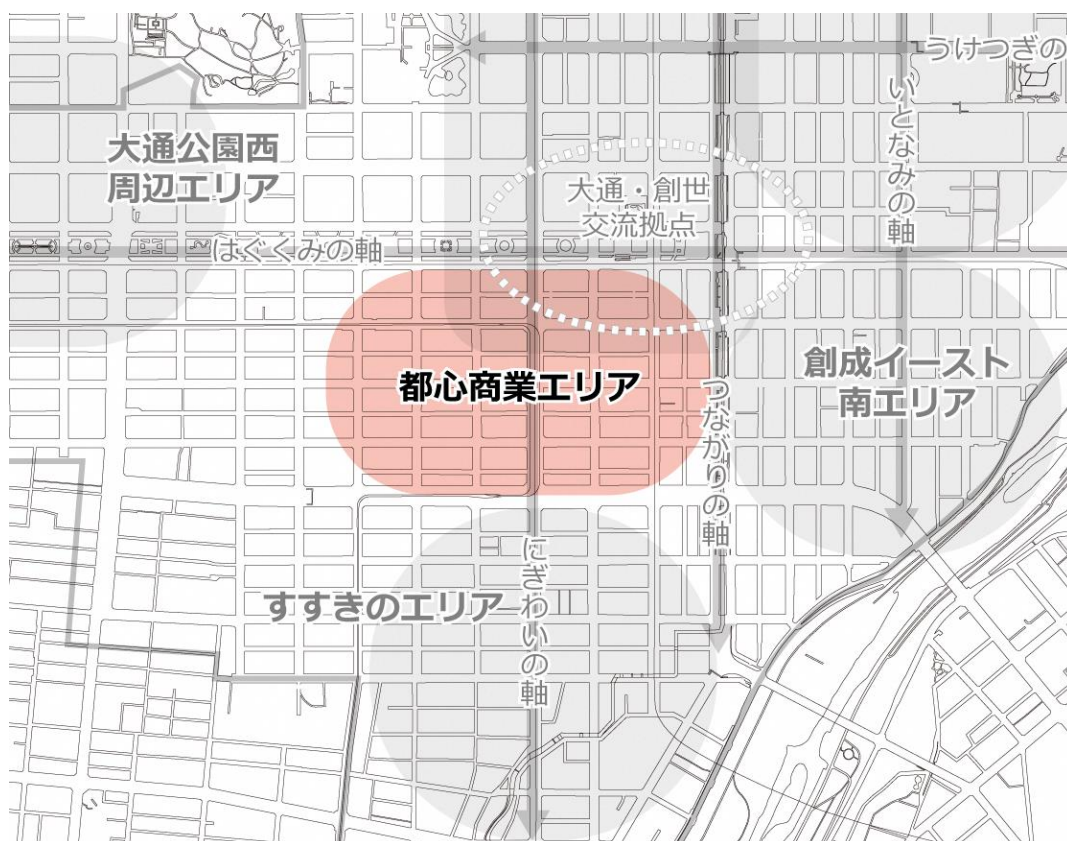 うけつぎの
いとなみの軸
大通公園西
周辺エリア
大通・創世
交流拠点
はぐくみの軸
都心商業エリア
創成イースト
南エリア
つながりの軸
にぎわいの軸
すすきのエリア